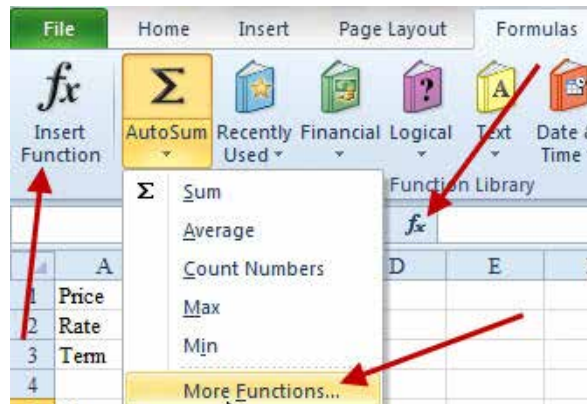 File Home Insert Page Layout Formulas
fx Σ ? A
Insert Function AutoSum Recently Used Financial Logical Text Date & Time
Function Library
Σ Sum
fx
Average
A D E
Count Numbers
1 Price
Max
2 Rate
Min
3 Term
4
More Functions...